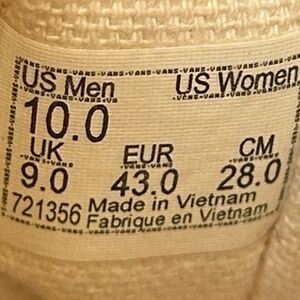 US Men US Women
10.0
UK EUR CM
9.0 43.0 28.0
721356 Made in Vietnam
Fabrique en Vietnam